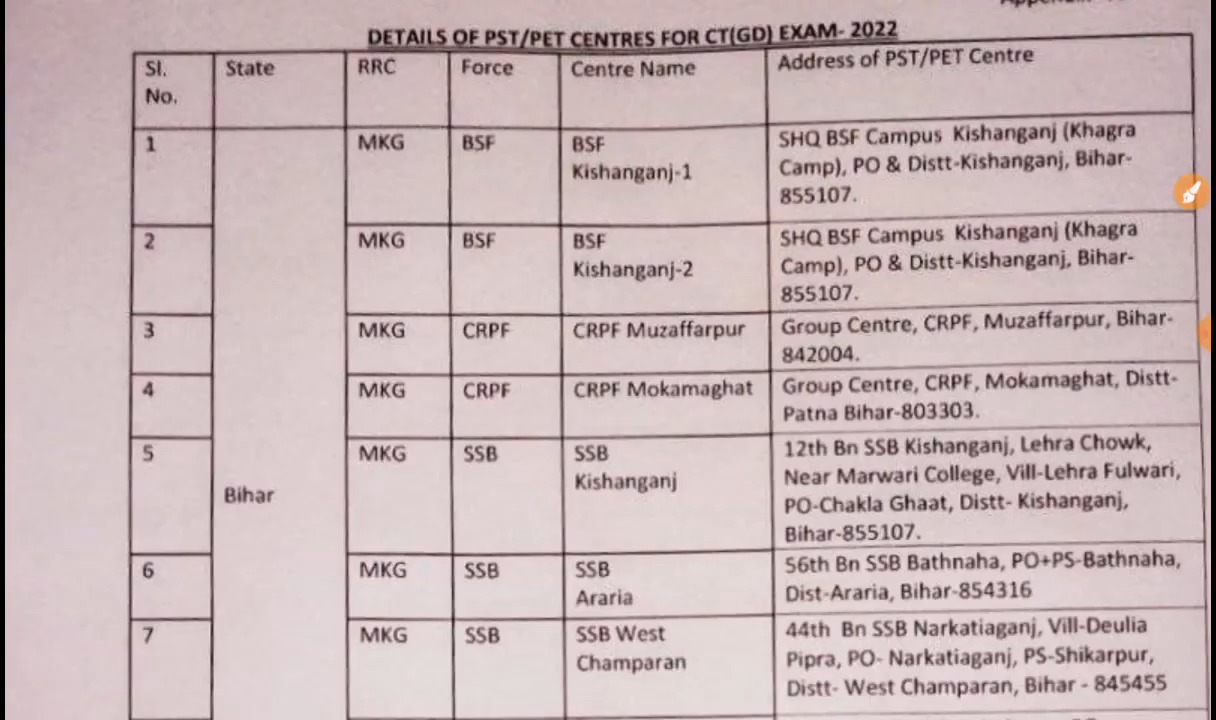 DETAILS OF PST/PET CENTRES FOR CT(GD) EXAM- 2022
Sl. No. State RRC Force Centre Name Address of PST/PET Centre
1 MKG BSF BSF Kishanganj-1 SHQ BSF Campus Kishanganj (Khagra
Camp), PO & Distt-Kishanganj, Bihar-
855107.
2 MKG BSF BSF Kishanganj-2 SHQ BSF Campus Kishanganj (Khagra
Camp), PO & Distt-Kishanganj, Bihar-
855107.
3 MKG CRPF CRPF Muzaffarpur Group Centre, CRPF, Muzaffarpur, Bihar-
842004.
4 MKG CRPF CRPF Mokamaghat Group Centre, CRPF, Mokamaghat, Distt-
Patna Bihar-803303.
5 MKG SSB SSB Kishanganj 12th Bn SSB Kishanganj, Lehra Chowk,
Near Marwari College, Vill-Lehra Fulwari,
PO-Chakla Ghaat, Distt- Kishanganj,
Bihar-855107.
Bihar
6 MKG SSB SSB Araria 56th Bn SSB Bathnaha, PO+PS-Bathnaha,
Dist-Araria, Bihar-854316
7 MKG SSB SSB West Champaran 44th Bn SSB Narkatiaganj, Vill-Deulia
Pipra, PO- Narkatiaganj, PS-Shikarpur,
Distt- West Champaran, Bihar - 845455